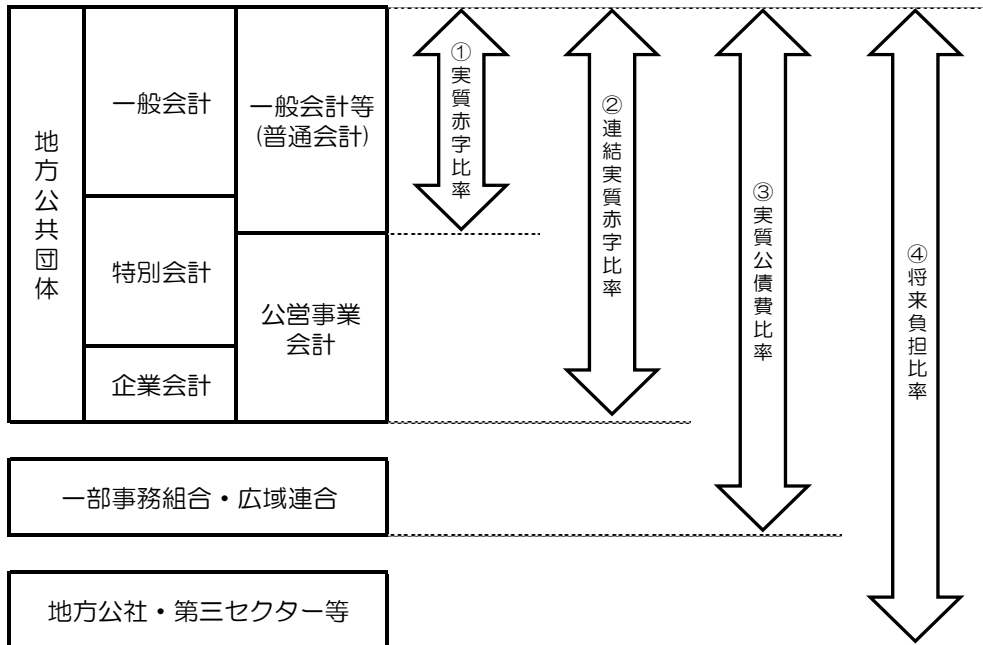 地方公共団体
一般会計
特別会計
企業会計
一般会計等
(普通会計)
公営事業
会計
一部事務組合・広域連合
地方公社・第三セクター等
①実質赤字比率
②連結実質赤字比率
③実質公債費比率
④将来負担比率